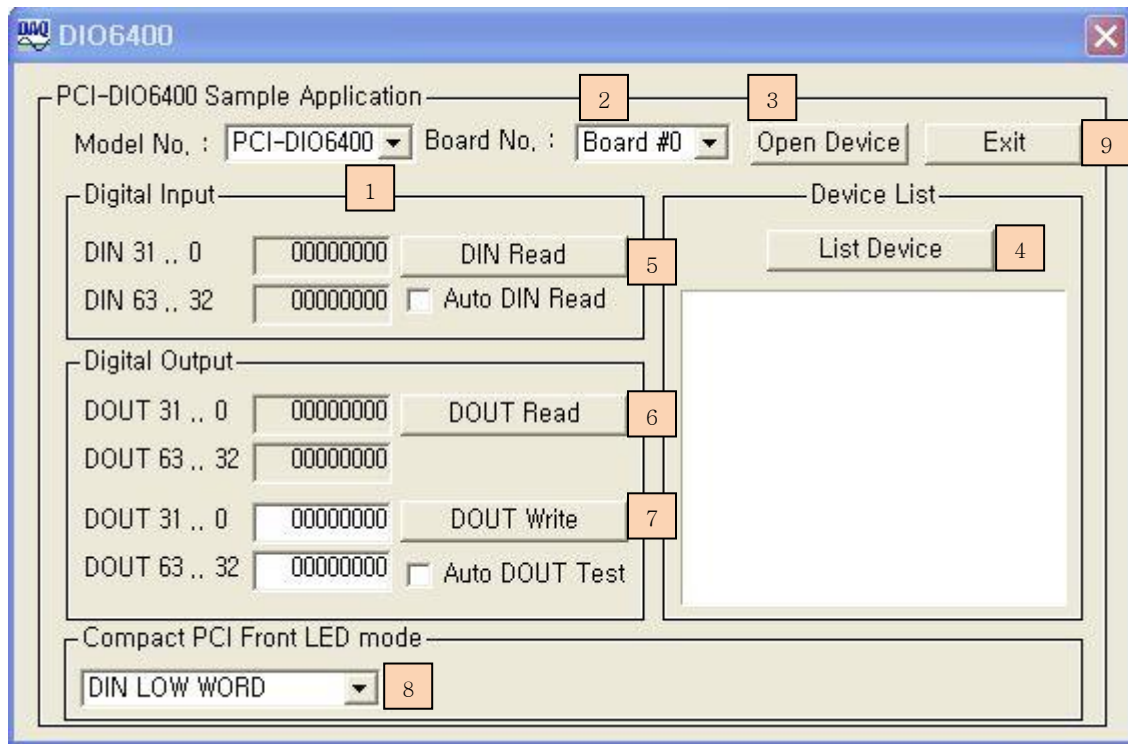 DAQ DIO6400
PCI-DIO6400 Sample Application
2
3
Model No, : PCI-DIO6400 Board No, : Board #0 Open Device Exit 9
1
Digital Input
DIN 31 ,, 0 00000000 DIN Read 5
DIN 63 ,, 32 00000000 Auto DIN Read
Device List
List Device 4
Digital Output
DOUT 31 ,, 0 00000000 DOUT Read 6
DOUT 63 ,, 32 00000000
DOUT 31 ,, 0 00000000 DOUT Write 7
DOUT 63 ,, 32 00000000 Auto DOUT Test
Compact PCI Front LED mode
DIN LOW WORD 8